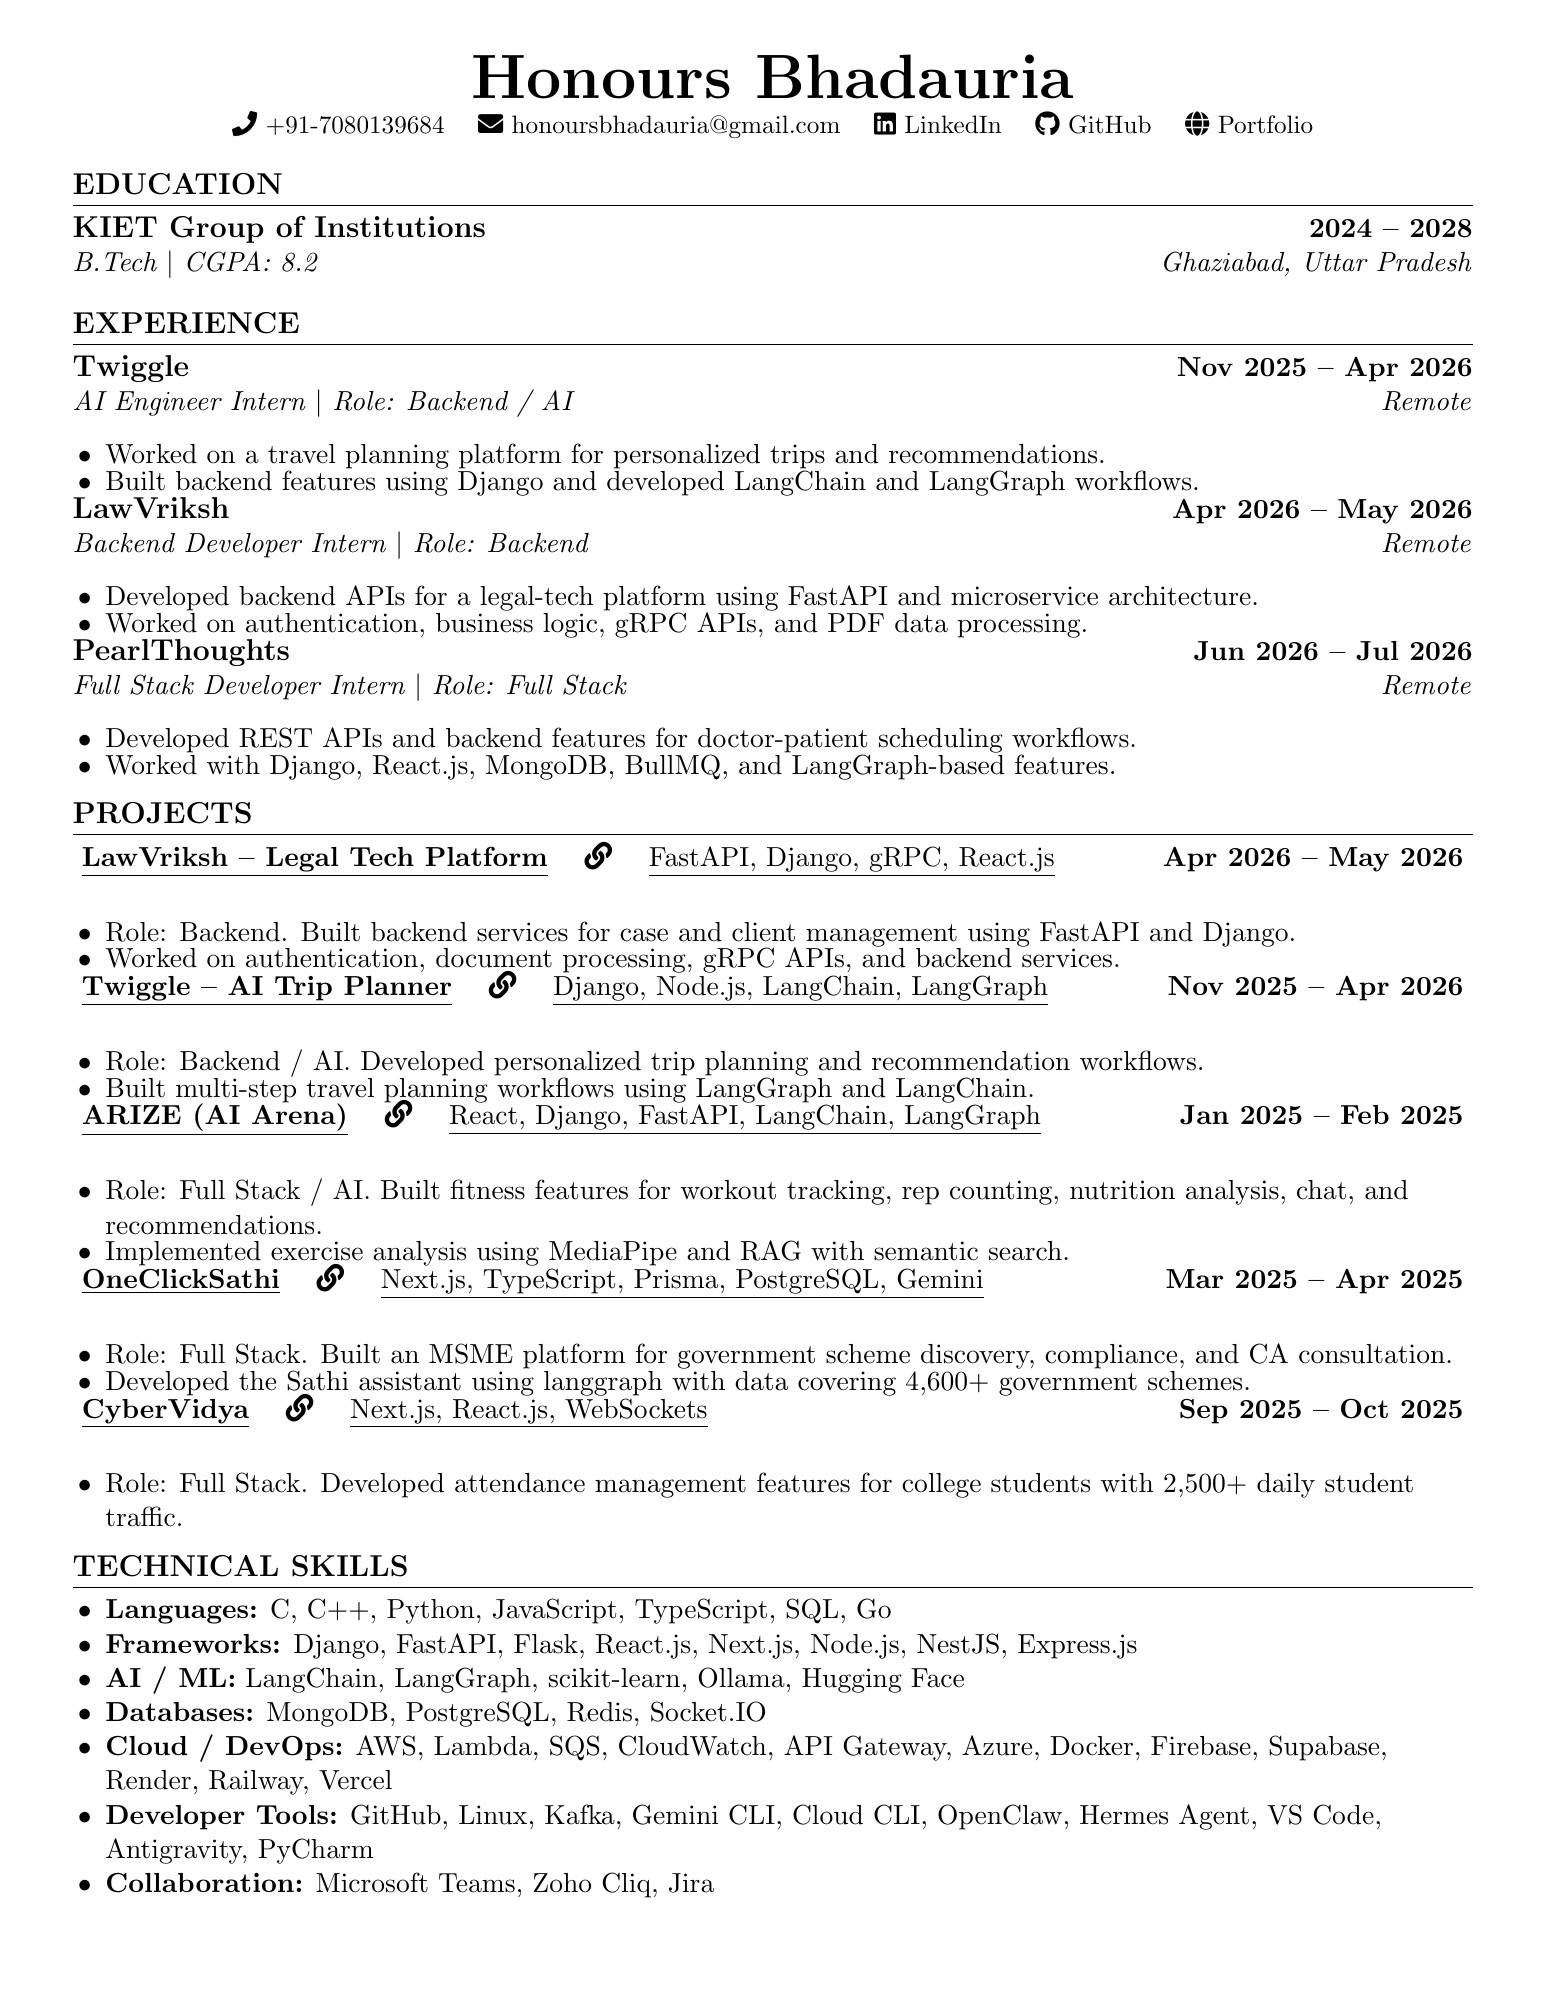 Honours Bhadauria
+91-7080139684 honoursbhadauria@gmail.com LinkedIn GitHub Portfolio
EDUCATION
KIET Group of Institutions 2024 – 2028
B.Tech | CGPA: 8.2 Ghaziabad, Uttar Pradesh
EXPERIENCE
Twiggle Nov 2025 – Apr 2026
AI Engineer Intern | Role: Backend / AI Remote
• Worked on a travel planning platform for personalized trips and recommendations.
• Built backend features using Django and developed LangChain and LangGraph workflows.
LawVriksh Apr 2026 – May 2026
Backend Developer Intern | Role: Backend Remote
• Developed backend APIs for a legal-tech platform using FastAPI and microservice architecture.
• Worked on authentication, business logic, gRPC APIs, and PDF data processing.
PearlThoughts Jun 2026 – Jul 2026
Full Stack Developer Intern | Role: Full Stack Remote
• Developed REST APIs and backend features for doctor-patient scheduling workflows.
• Worked with Django, React.js, MongoDB, BullMQ, and LangGraph-based features.
PROJECTS
LawVriksh – Legal Tech Platform FastAPI, Django, gRPC, React.js Apr 2026 – May 2026
• Role: Backend. Built backend services for case and client management using FastAPI and Django.
• Worked on authentication, document processing, gRPC APIs, and backend services.
Twiggle – AI Trip Planner Django, Node.js, LangChain, LangGraph Nov 2025 – Apr 2026
• Role: Backend / AI. Developed personalized trip planning and recommendation workflows.
• Built multi-step travel planning workflows using LangGraph and LangChain.
ARIZE (AI Arena) React, Django, FastAPI, LangChain, LangGraph Jan 2025 – Feb 2025
• Role: Full Stack / AI. Built fitness features for workout tracking, rep counting, nutrition analysis, chat, and
recommendations.
• Implemented exercise analysis using MediaPipe and RAG with semantic search.
OneClickSathi Next.js, TypeScript, Prisma, PostgreSQL, Gemini Mar 2025 – Apr 2025
• Role: Full Stack. Built an MSME platform for government scheme discovery, compliance, and CA consultation.
• Developed the Sathi assistant using langgraph with data covering 4,600+ government schemes.
CyberVidya Next.js, React.js, WebSockets Sep 2025 – Oct 2025
• Role: Full Stack. Developed attendance management features for college students with 2,500+ daily student
traffic.
TECHNICAL SKILLS
• Languages: C, C++, Python, JavaScript, TypeScript, SQL, Go
• Frameworks: Django, FastAPI, Flask, React.js, Next.js, Node.js, NestJS, Express.js
• AI / ML: LangChain, LangGraph, scikit-learn, Ollama, Hugging Face
• Databases: MongoDB, PostgreSQL, Redis, Socket.IO
• Cloud / DevOps: AWS, Lambda, SQS, CloudWatch, API Gateway, Azure, Docker, Firebase, Supabase,
Render, Railway, Vercel
• Developer Tools: GitHub, Linux, Kafka, Gemini CLI, Cloud CLI, OpenClaw, Hermes Agent, VS Code,
Antigravity, PyCharm
• Collaboration: Microsoft Teams, Zoho Cliq, Jira